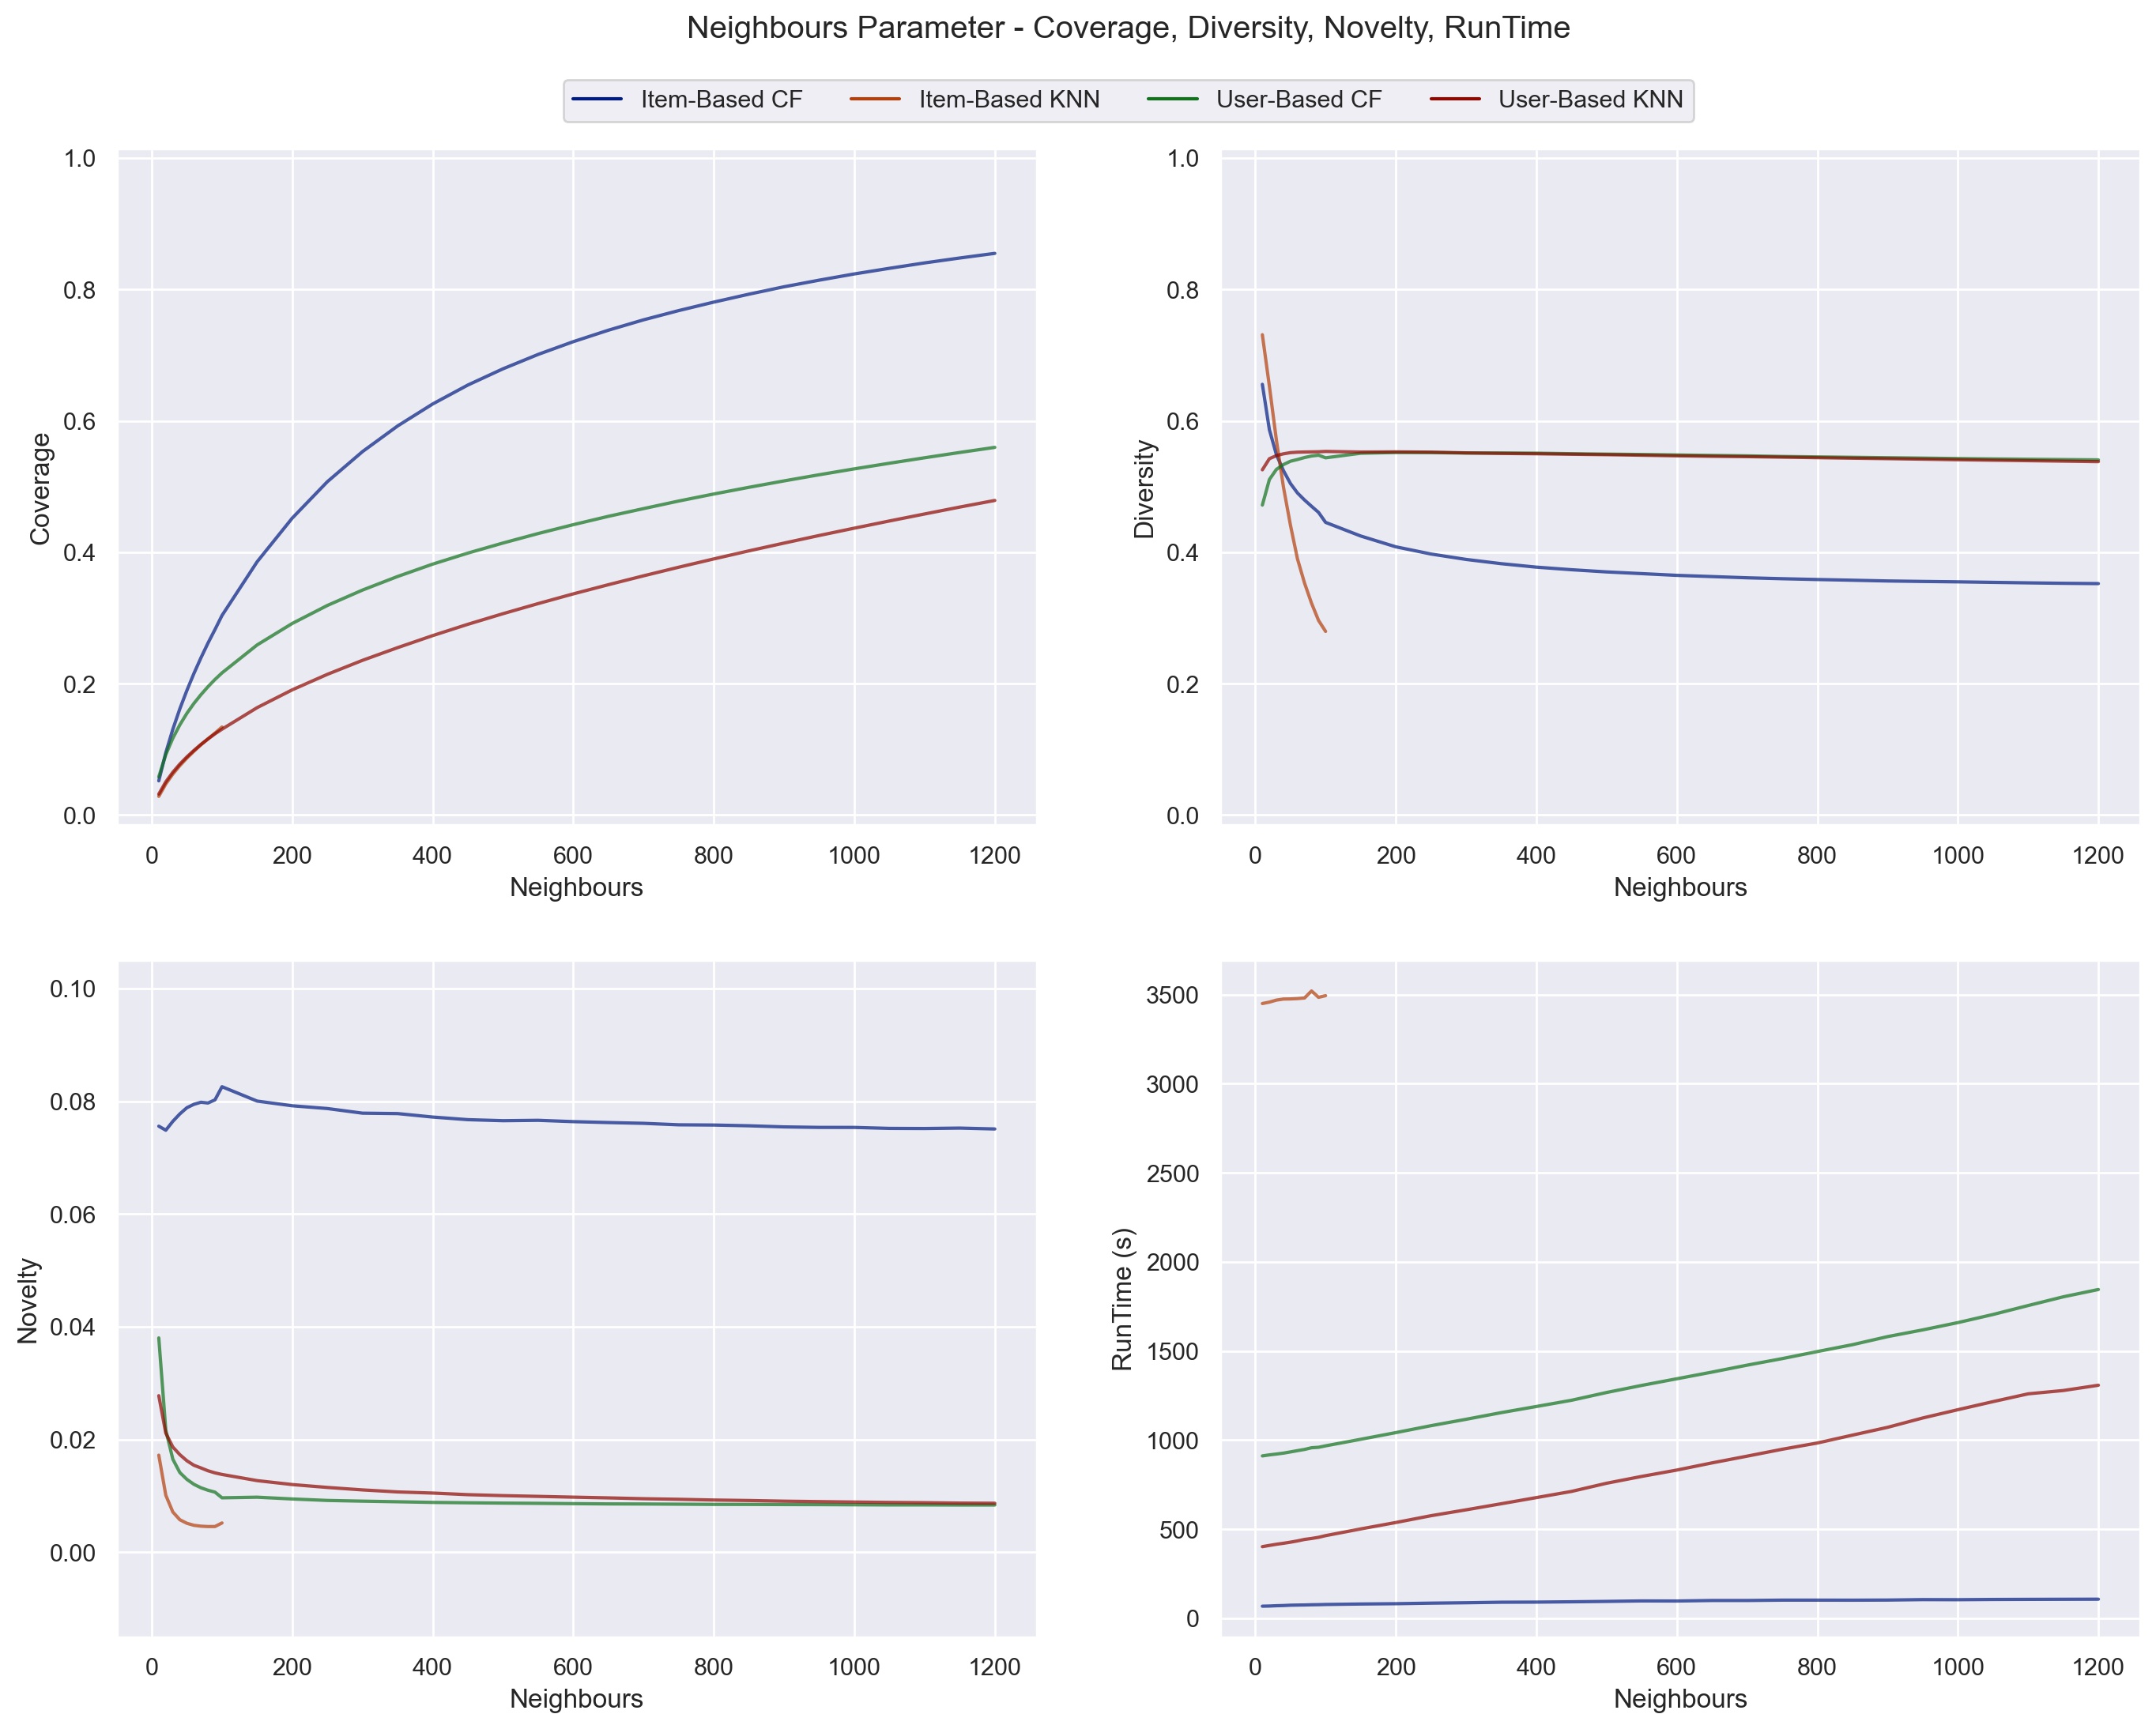 Neighbours Parameter - Coverage, Diversity, Novelty, RunTime
Item-Based CF Item-Based KNN User-Based CF User-Based KNN
1.0
0.8
0.6
0.4
0.2
0.0
Coverage
0 200 400 600 800 1000 1200
Neighbours
1.0
0.8
0.6
0.4
0.2
0.0
Diversity
0 200 400 600 800 1000 1200
Neighbours
0.10
0.08
0.06
0.04
0.02
0.00
Novelty
0 200 400 600 800 1000 1200
Neighbours
3500
3000
2500
2000
1500
1000
500
0
RunTime (s)
0 200 400 600 800 1000 1200
Neighbours